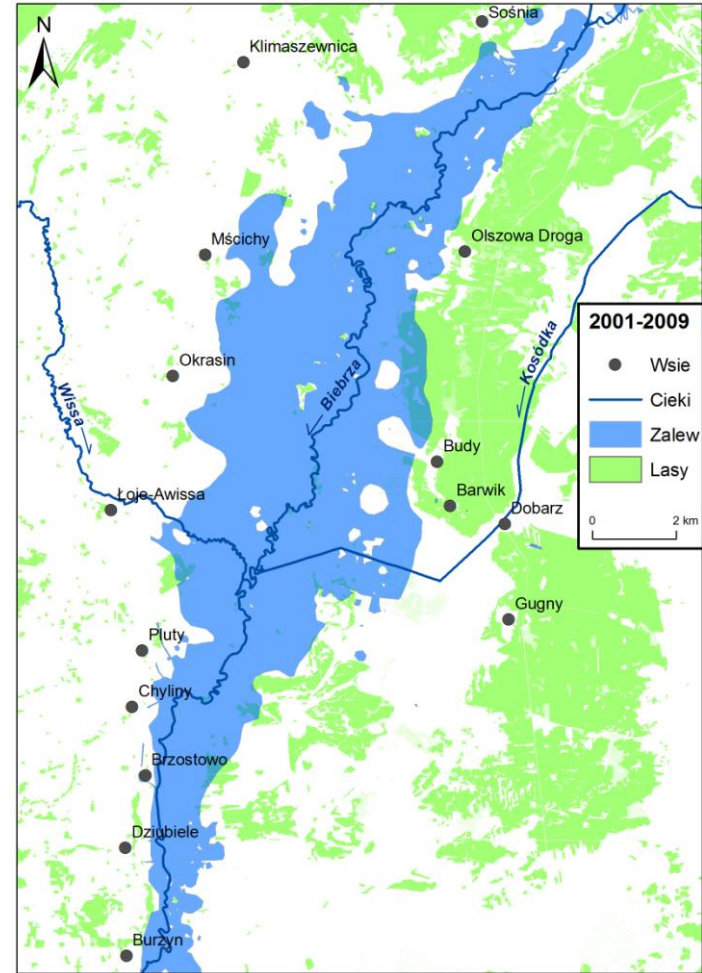 N
Sośnia
Klimaszewnica
Mścichy
Olszowa Droga
Kosódka
2001-2009
Wsie
Cieki
Zalew
Lasy
0 2 km
Okrasin
Wissa
Biebrza
Budy
Łoje-Awissa
Barwik
Dobarz
Gugny
Pluty
Chyliny
Brzostowo
Dziubiele
Burzyn